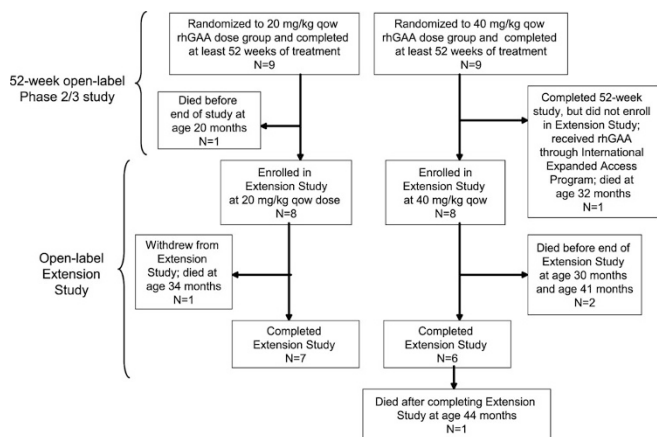 Randomized to 20 mg/kg qow
rhGAA dose group and completed
at least 52 weeks of treatment
N=9
Randomized to 40 mg/kg qow
rhGAA dose group and completed
at least 52 weeks of treatment
N=9
52-week open-label
Phase 2/3 study
Died before
end of study at
age 20 months
N=1
Completed 52-week
study, but did not enroll
in Extension Study;
received rhGAA
through International
Expanded Access
Program; died at
age 32 months
N=1
Enrolled in
Extension Study
at 20 mg/kg qow dose
N=8
Enrolled in
Extension Study
at 40 mg/kg qow
N=8
Open-label
Extension
Study
Withdrew from
Extension
Study; died at
age 34 months
N=1
Died before end of
Extension Study
at age 30 months
and age 41 months
N=2
Completed
Extension Study
N=7
Completed
Extension Study
N=6
Died after completing Extension
Study at age 44 months
N=1